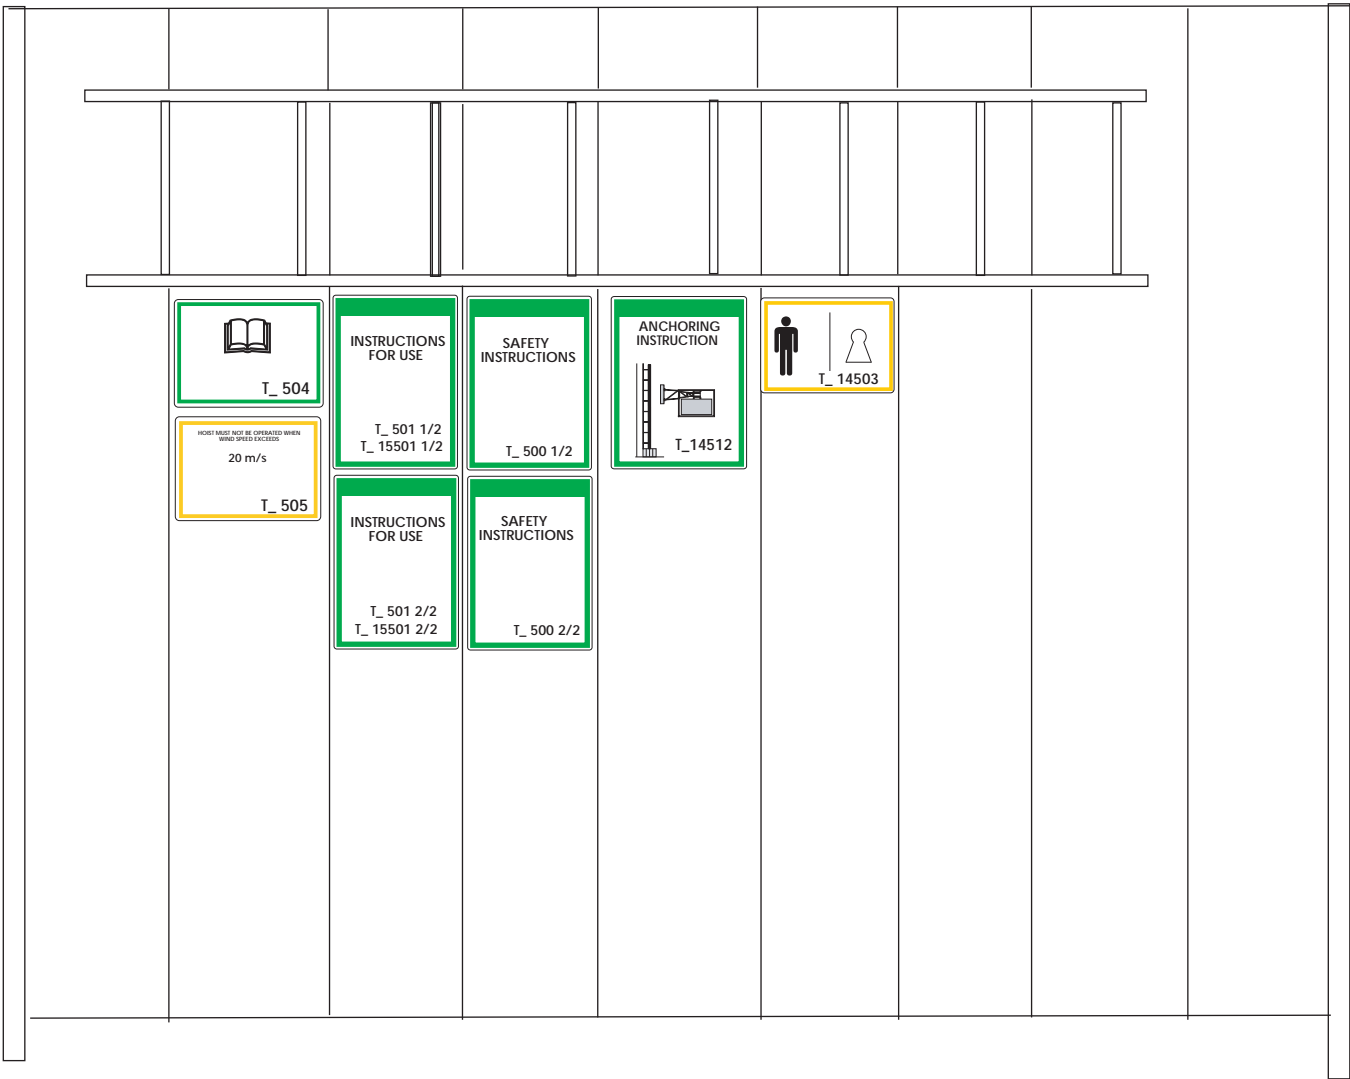 T_ 504
HOIST MUST NOT BE OPERATED WHEN
WIND SPEED EXCEEDS
20 m/s
T_ 505
INSTRUCTIONS
FOR USE
T_ 501 1/2
T_ 15501 1/2
INSTRUCTIONS
FOR USE
T_ 501 2/2
T_ 15501 2/2
SAFETY
INSTRUCTIONS
T_ 500 1/2
SAFETY
INSTRUCTIONS
T_ 500 2/2
ANCHORING
INSTRUCTION
T_14512
T_ 14503